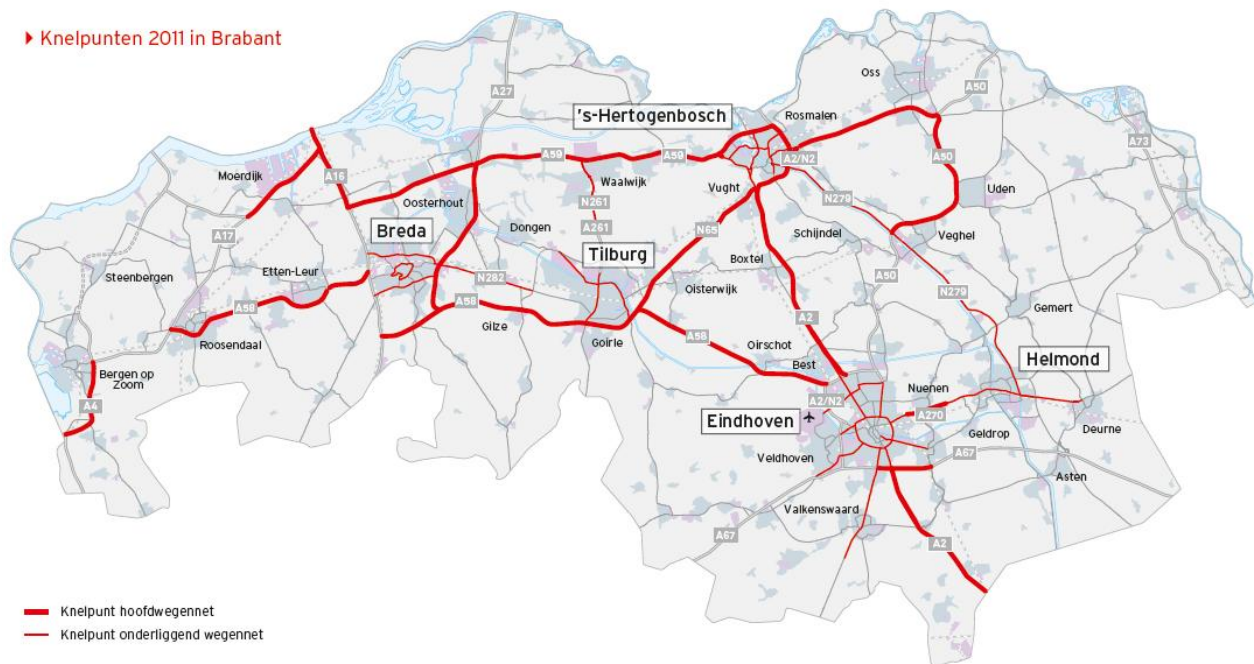 Knelpunten 2011 in Brabant
Oss
A50
A27
's-Hertogenbosch
Rosmalen
A73
A59
A59
A2/N2
A50
Moerdijk
A16
Waalwijk
Vught
Uden
N279
Oosterhout
N261
Dongen
A261
N65
Breda
A17
Schijndel
Veghel
Tilburg
Boxtel
Steenbergen
Etten-Leur
N282
A50
Oisterwijk
N279
A58
A58
Gemert
Gilze
A2
Roosendaal
Goirle
A58
Oirschot
Best
Helmond
Bergen op
Zoom
Nuenen
A4
A2/N2
A270
Eindhoven
Deurne
Geldrop
A67
Veldhoven
Asten
Valkenswaard
A67
A2
Knelpunt hoofdwegennet
Knelpunt onderliggend wegennet